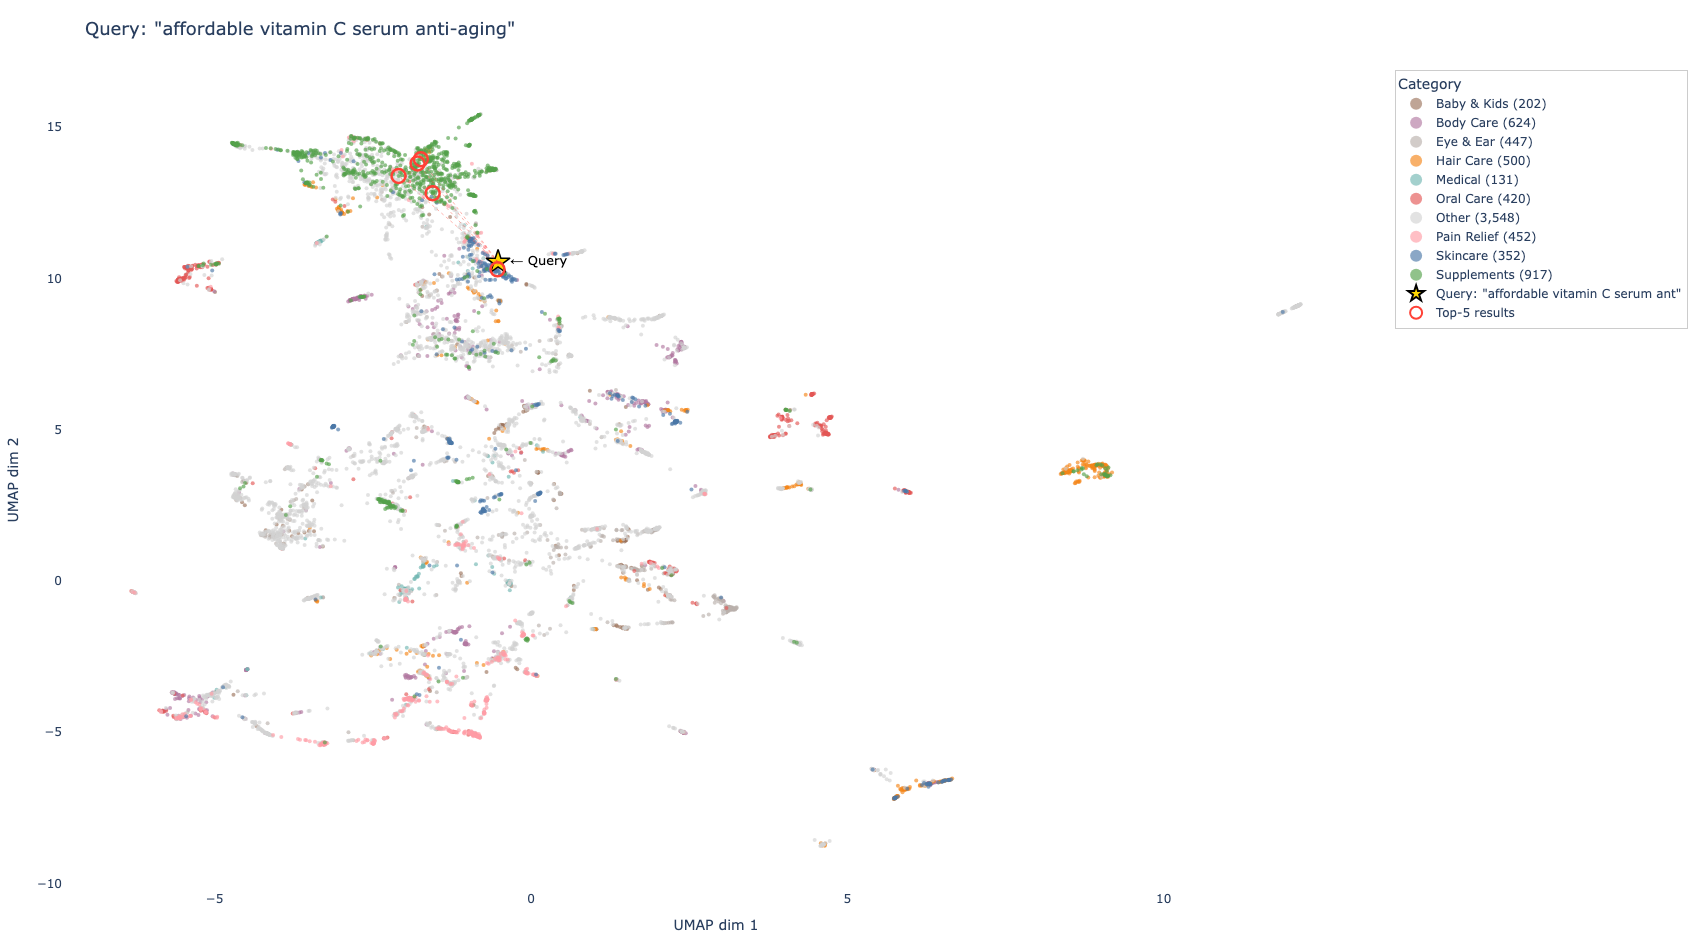 Query: "affordable vitamin C serum anti-aging"
Category
Baby & Kids (202)
Body Care (624)
Eye & Ear (447)
Hair Care (500)
Medical (131)
Oral Care (420)
Other (3,548)
Pain Relief (452)
Skincare (352)
Supplements (917)
Query: "affordable vitamin C serum ant"
Top-5 results
← Query
15
10
5
0
−5
−10
UMAP dim 2
−5
0
5
10
UMAP dim 1